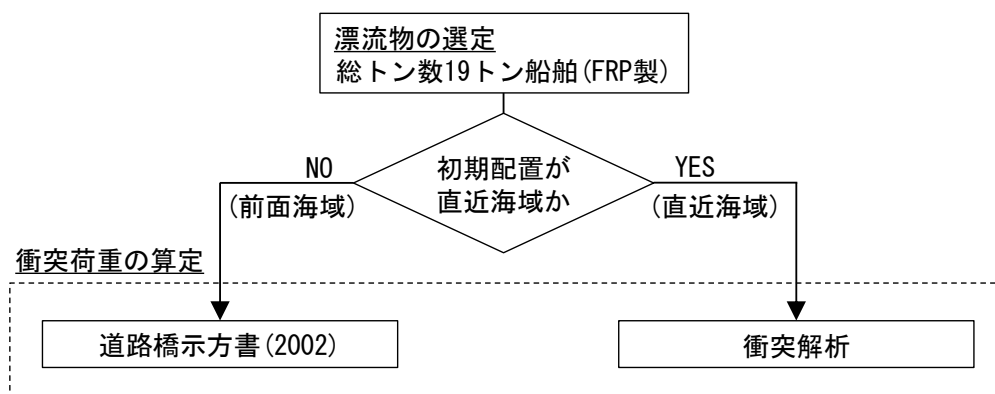 漂流物の選定
総トン数19トン船舶(FRP製)
初期配置が
直近海域か
NO
(前面海域)
YES
(直近海域)
衝突荷重の算定
道路橋示方書(2002)
衝突解析